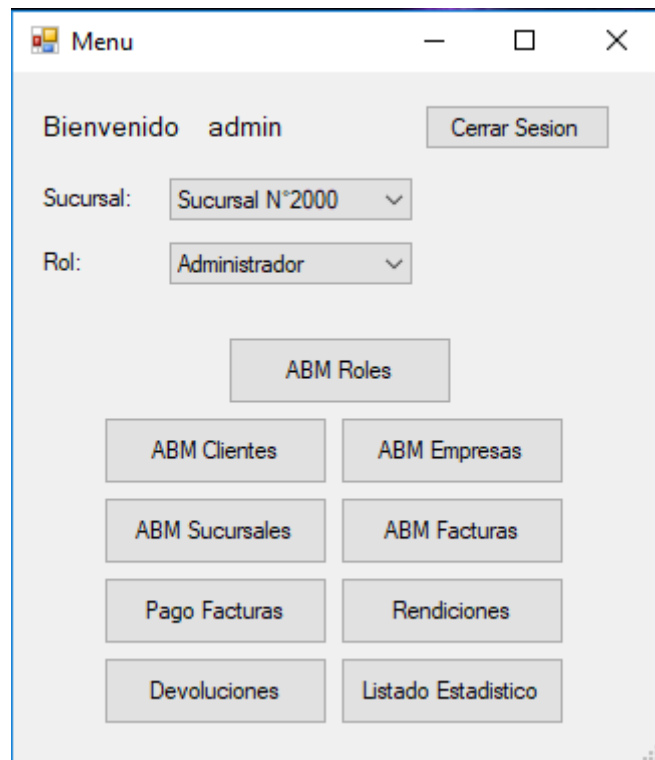 Menu
Bienvenido admin
Cerrar Sesion
Sucursal: Sucursal N°2000
Rol: Administrador
ABM Roles
ABM Clientes
ABM Empresas
ABM Sucursales
ABM Facturas
Pago Facturas
Rendiciones
Devoluciones
Listado Estadistico